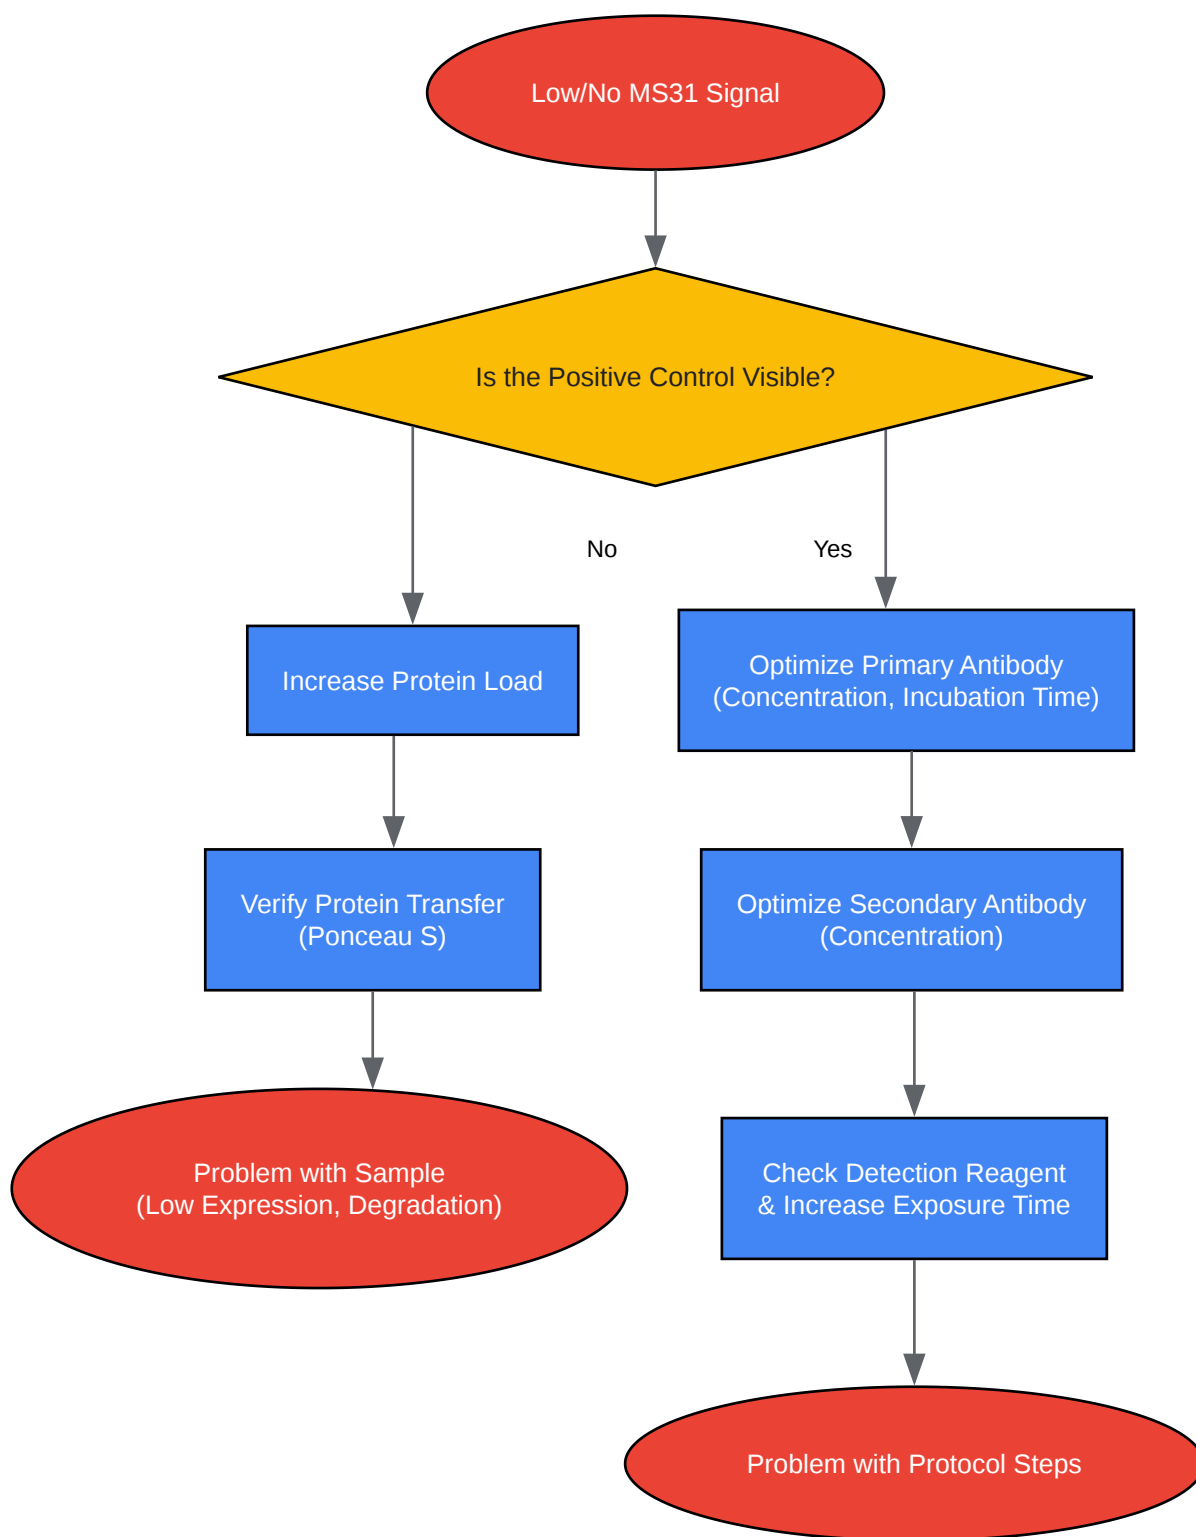 Low/No MS31 Signal
Is the Positive Control Visible?
No
Yes
Increase Protein Load
Optimize Primary Antibody
(Concentration, Incubation Time)
Verify Protein Transfer
(Ponceau S)
Optimize Secondary Antibody
(Concentration)
Problem with Sample
(Low Expression, Degradation)
Check Detection Reagent
& Increase Exposure Time
Problem with Protocol Steps